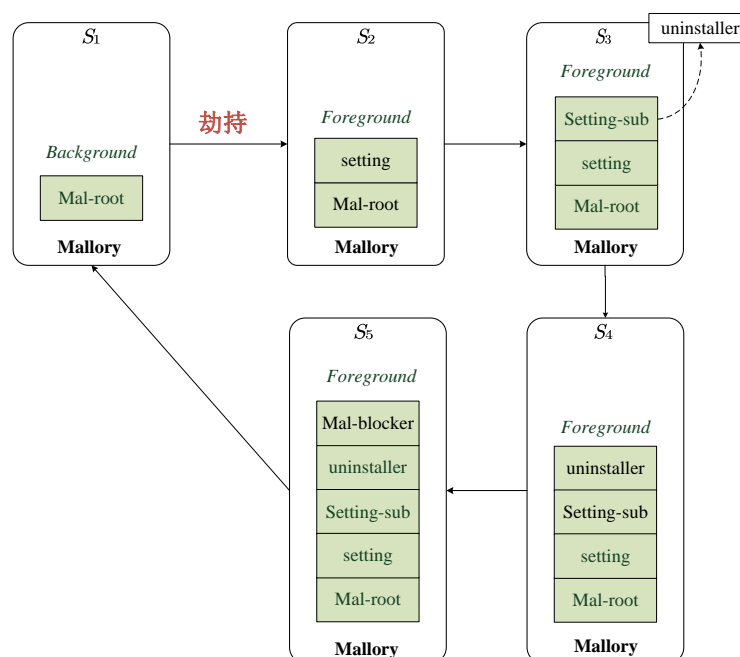 S1
Background
Mal-root
Mallory
劫持
S2
Foreground
setting
Mal-root
Mallory
S3
uninstaller
Foreground
Setting-sub
setting
Mal-root
Mallory
S5
Foreground
Mal-blocker
uninstaller
Setting-sub
setting
Mal-root
Mallory
S4
Foreground
uninstaller
Setting-sub
setting
Mal-root
Mallory